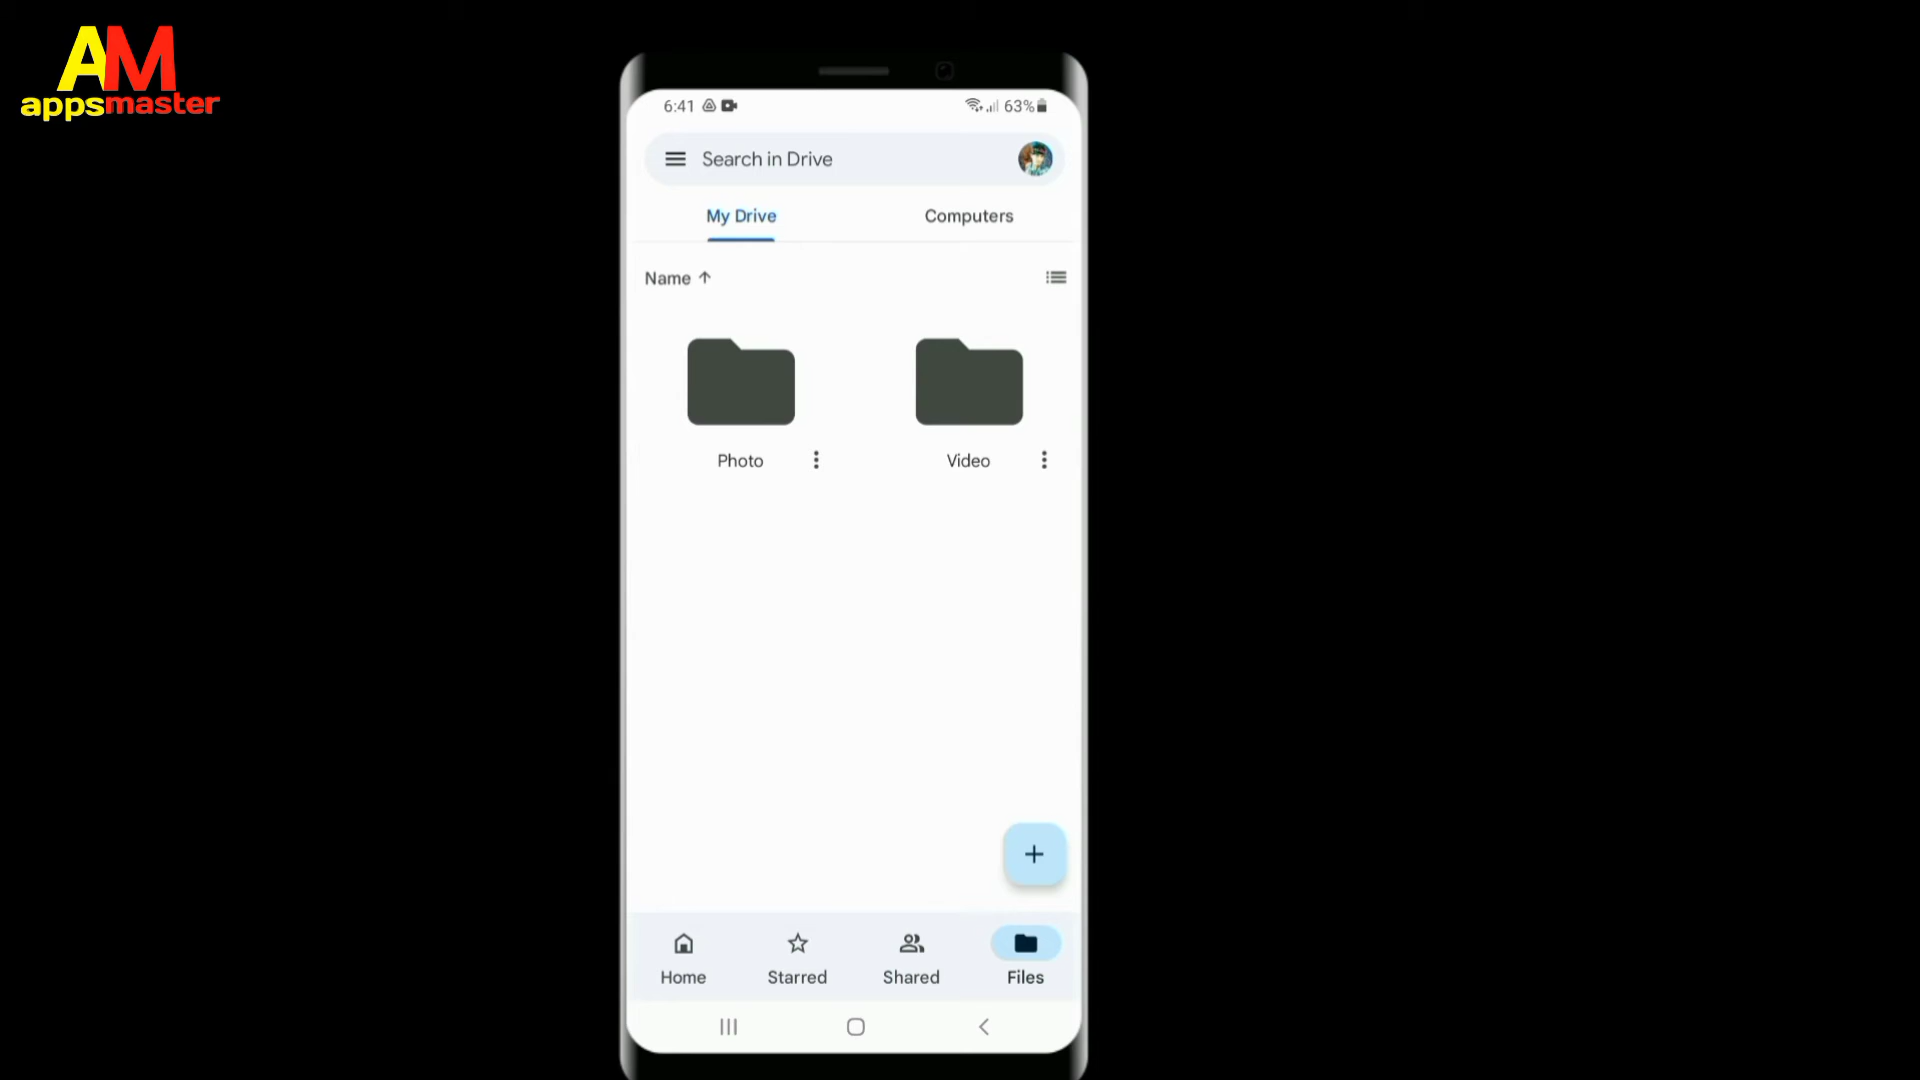 AM
appsmaster
6:41 63%
Search in Drive
My Drive Computers
Name
Photo Video
Home Starred Shared Files